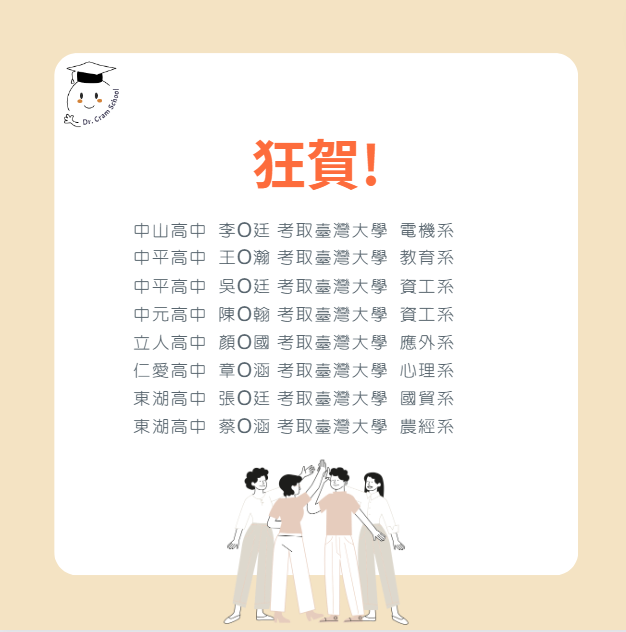 Dr. Cram School
狂賀!
中山高中 李O廷 考取臺灣大學 電機系
中平高中 王O瀚 考取臺灣大學 教育系
中平高中 吳O廷 考取臺灣大學 資工系
中元高中 陳O翰 考取臺灣大學 資工系
立人高中 顏O國 考取臺灣大學 應外系
仁愛高中 章O涵 考取臺灣大學 心理系
東湖高中 張O廷 考取臺灣大學 國貿系
東湖高中 蔡O涵 考取臺灣大學 農經系